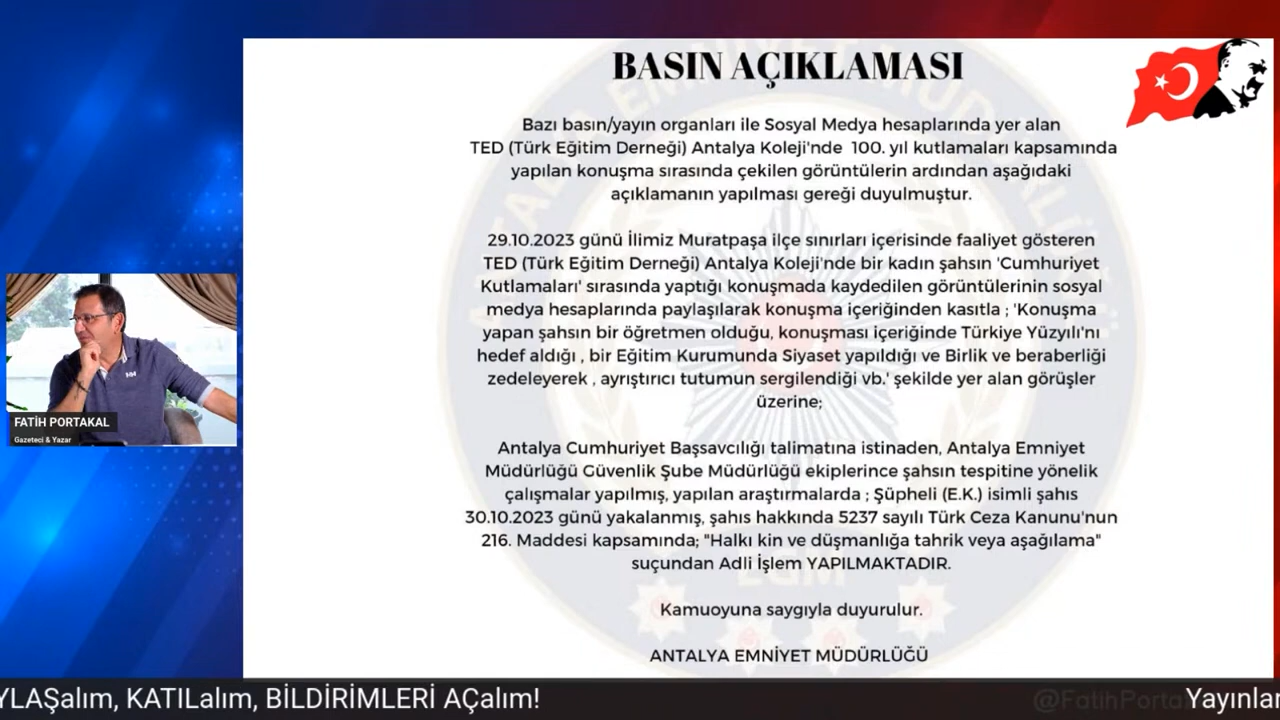 BASIN AÇIKLAMASI
Bazı basın/yayın organları ile Sosyal Medya hesaplarında yer alan
TED (Türk Eğitim Derneği) Antalya Koleji'nde 100. yıl kutlamaları kapsamında
yapılan konuşma sırasında çekilen görüntülerin ardından aşağıdaki
açıklamanın yapılması gereği duyulmuştur.
29.10.2023 günü İlimiz Muratpaşa ilçe sınırları içerisinde faaliyet gösteren
TED (Türk Eğitim Derneği) Antalya Koleji'nde bir kadın şahsın 'Cumhuriyet
Kutlamaları' sırasında yaptığı konuşmada kaydedilen görüntülerinin sosyal
medya hesaplarında paylaşılarak konuşma içeriğinden kasıtla ; 'Konuşma
yapan şahsın bir öğretmen olduğu, konuşması içeriğinde Türkiye Yüzyılı'nı
hedef aldığı , bir Eğitim Kurumunda Siyaset yapıldığı ve Birlik ve beraberliği
zedeleyerek , ayrıştırıcı tutumun sergilendiği vb.' şekilde yer alan görüşler
üzerine;
Antalya Cumhuriyet Başsavcılığı talimatına istinaden, Antalya Emniyet
Müdürlüğü Güvenlik Şube Müdürlüğü ekiplerince şahsın tespitine yönelik
çalışmalar yapılmış, yapılan araştırmalarda ; Şüpheli (E.K.) isimli şahıs
30.10.2023 günü yakalanmış, şahıs hakkında 5237 sayılı Türk Ceza Kanunu'nun
216. Maddesi kapsamında; "Halkı kin ve düşmanlığa tahrik veya aşağılama"
suçundan Adli İşlem YAPILMAKTADIR.
Kamuoyuna saygıyla duyurulur.
ANTALYA EMNİYET MÜDÜRLÜĞÜ
ANTALYA EMNİYET MÜDÜRLÜĞÜ
EGM
FATİH PORTAKAL
Gazeteci & Yazar
YLAŞalım, KATILalım, BİLDİRİMLERİ AÇalım!
@FatihPorta
Yayınlar